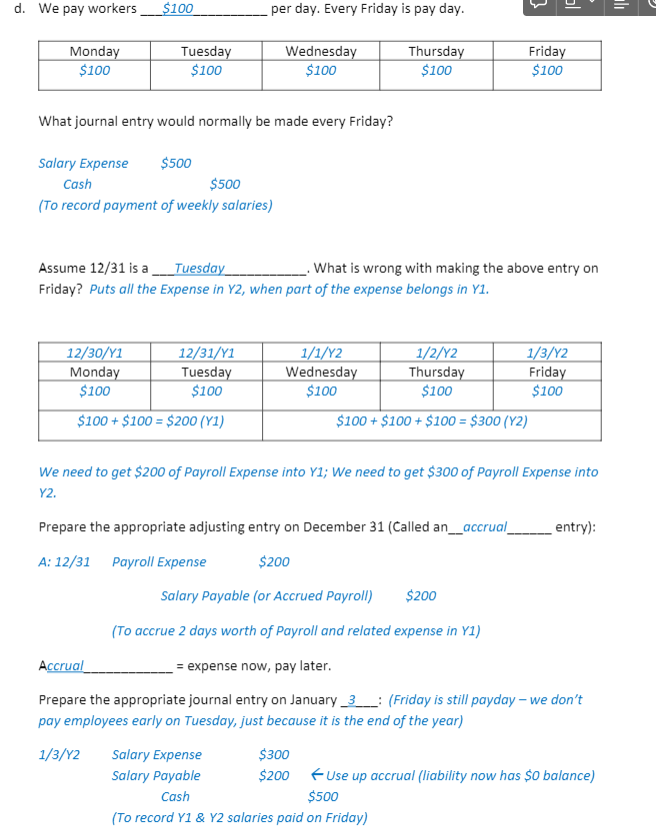 d. We pay workers ___$100__________ per day. Every Friday is pay day.
Monday Tuesday Wednesday Thursday Friday
$100 $100 $100 $100 $100
What journal entry would normally be made every Friday?
Salary Expense $500
Cash $500
(To record payment of weekly salaries)
Assume 12/31 is a ___Tuesday___________. What is wrong with making the above entry on
Friday? Puts all the Expense in Y2, when part of the expense belongs in Y1.
12/30/Y1 12/31/Y1 1/1/Y2 1/2/Y2 1/3/Y2
Monday Tuesday Wednesday Thursday Friday
$100 $100 $100 $100 $100
$100 + $100 = $200 (Y1) $100 + $100 + $100 = $300 (Y2)
We need to get $200 of Payroll Expense into Y1; We need to get $300 of Payroll Expense into
Y2.
Prepare the appropriate adjusting entry on December 31 (Called an__accrual______ entry):
A: 12/31 Payroll Expense $200
Salary Payable (or Accrued Payroll) $200
(To accrue 2 days worth of Payroll and related expense in Y1)
Accrual_____________ = expense now, pay later.
Prepare the appropriate journal entry on January _3___: (Friday is still payday – we don't
pay employees early on Tuesday, just because it is the end of the year)
1/3/Y2 Salary Expense $300
Salary Payable $200 ← Use up accrual (liability now has $0 balance)
Cash $500
(To record Y1 & Y2 salaries paid on Friday)